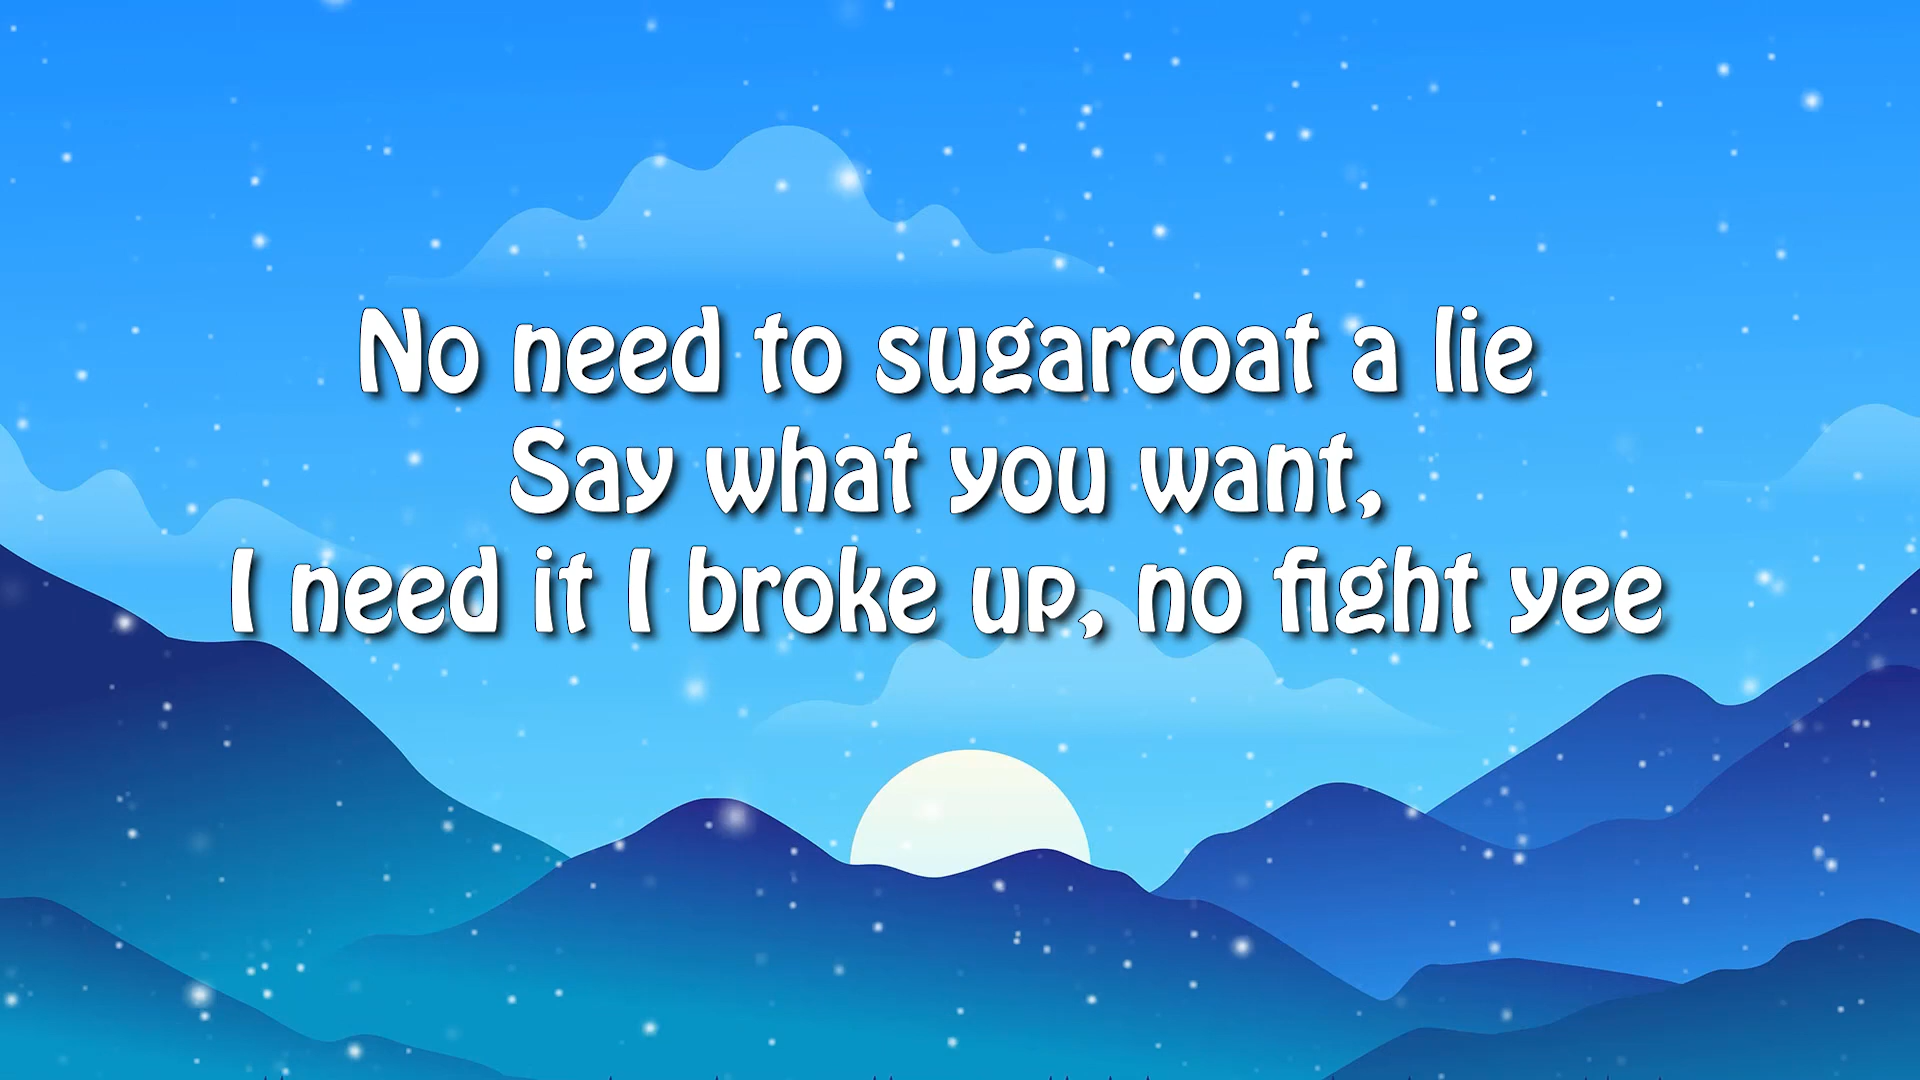 No need to sugarcoat a lie
Say what you want,
I need it I broke up, no fight yee